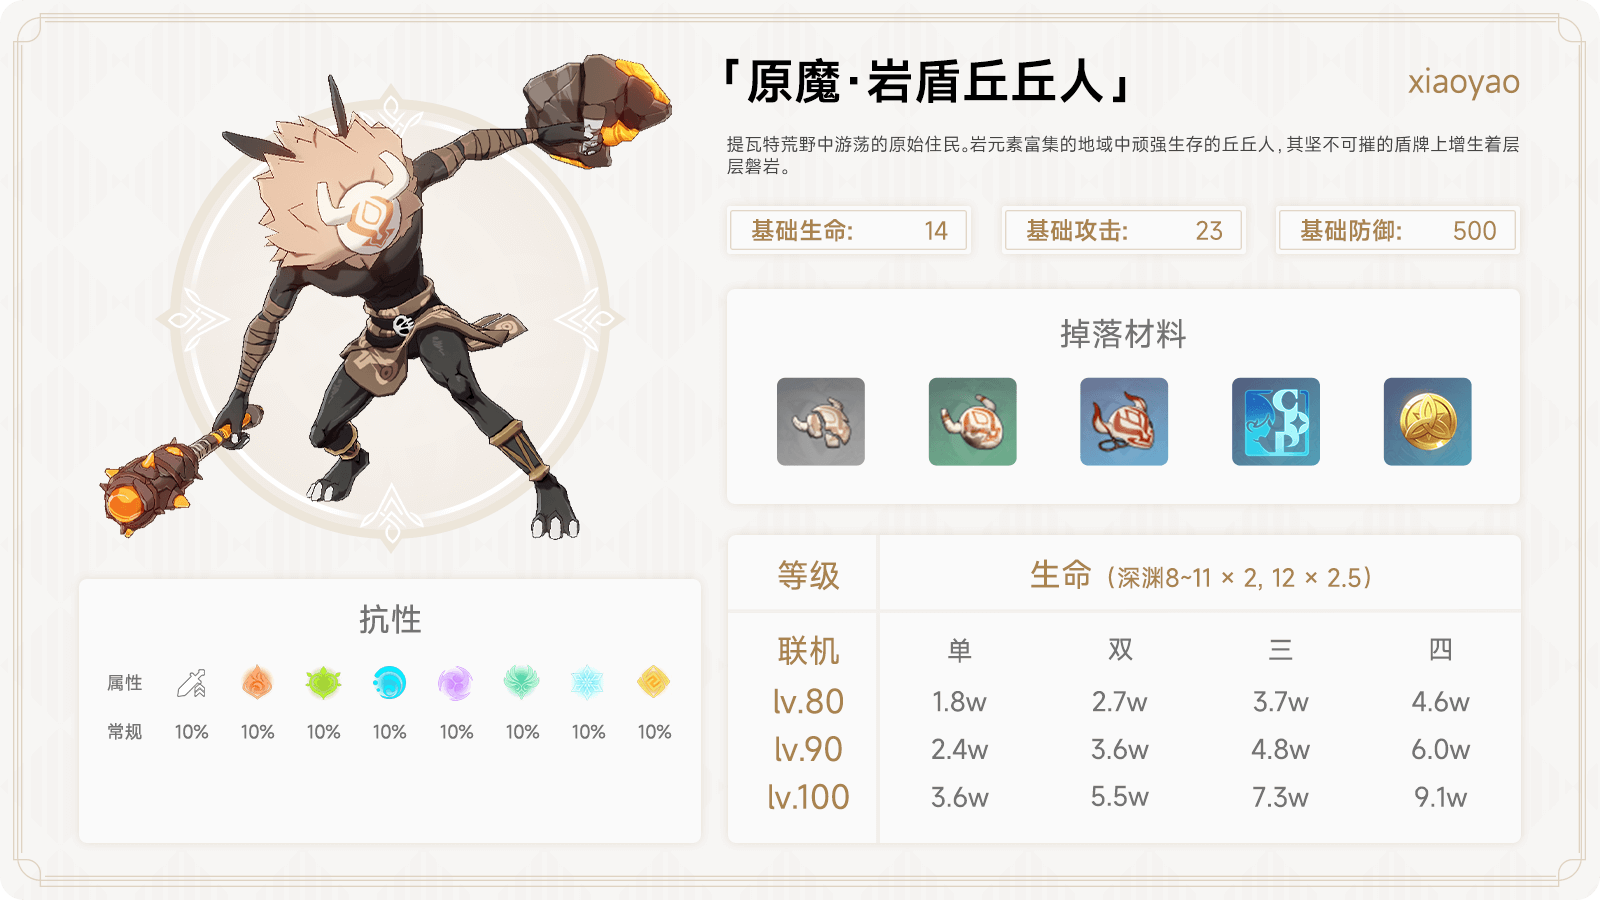 「原魔·岩盾丘丘人」
xiaoyao
提瓦特荒野中游荡的原始住民。岩元素富集的地域中顽强生存的丘丘人，其坚不可摧的盾牌上增生着层
层磐岩。
基础生命: 14
基础攻击: 23
基础防御: 500
掉落材料
抗性
属性
常规 10% 10% 10% 10% 10% 10% 10% 10%
等级 生命（深渊8~11 × 2, 12 × 2.5）
联机 单 双 三 四
lv.80 1.8w 2.7w 3.7w 4.6w
lv.90 2.4w 3.6w 4.8w 6.0w
lv.100 3.6w 5.5w 7.3w 9.1w